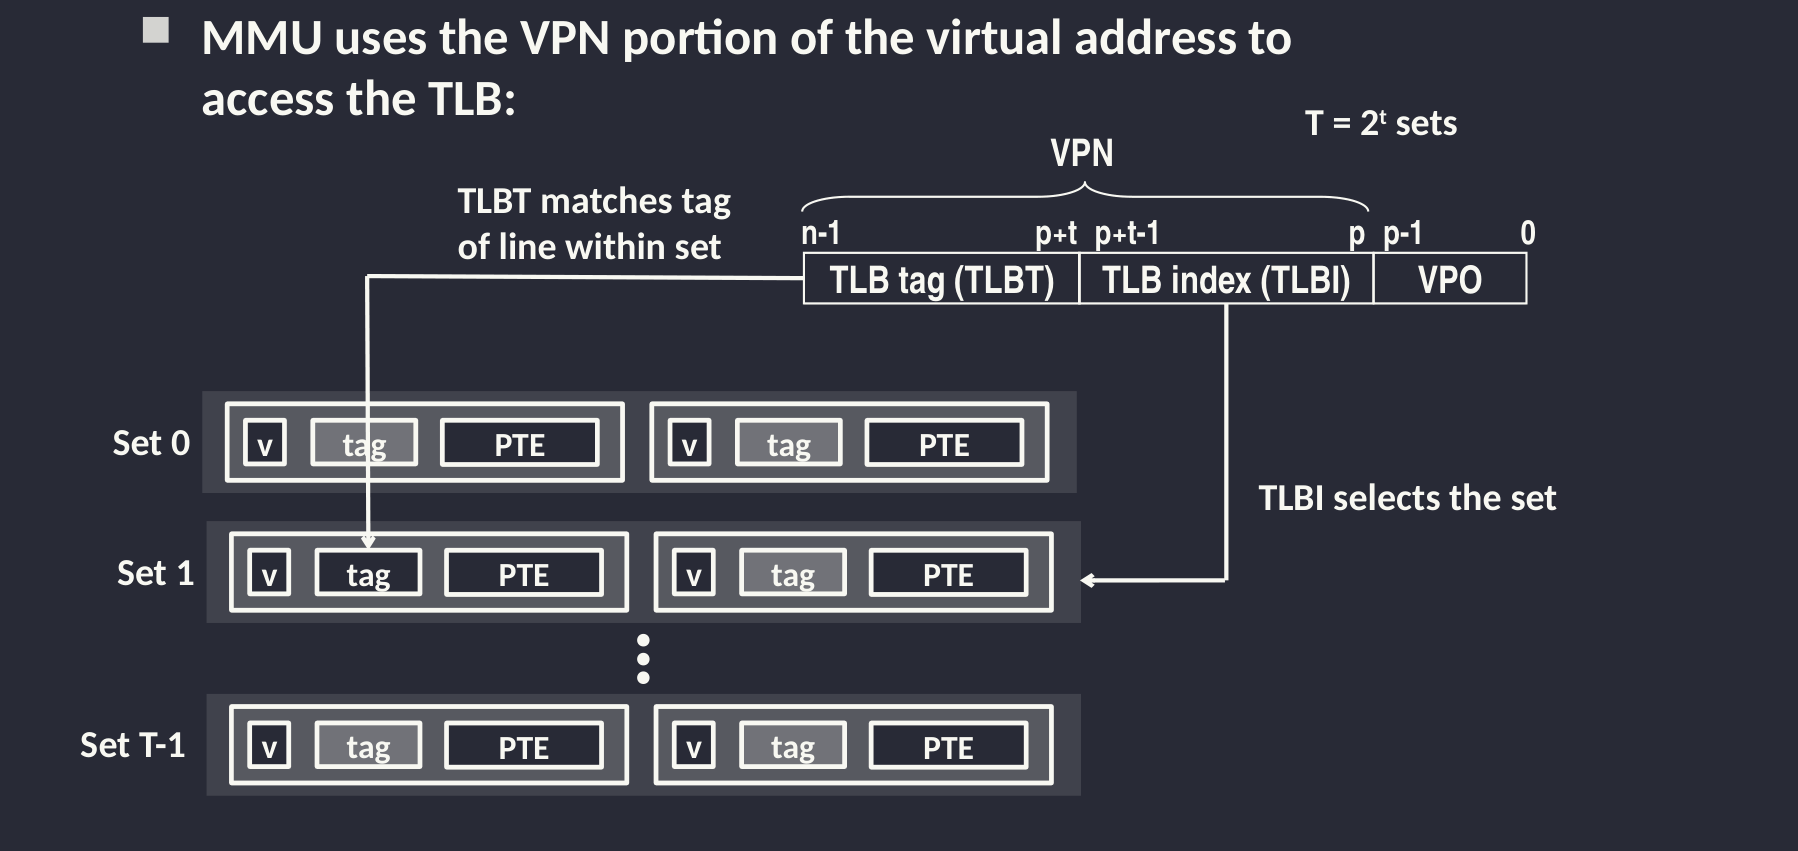 MMU uses the VPN portion of the virtual address to
access the TLB:
T = 2ᵗ sets
VPN
TLBT matches tag
of line within set
n-1 p+t p+t-1 p p-1 0
TLB tag (TLBT) TLB index (TLBI) VPO
Set 0 v tag PTE v tag PTE
TLBI selects the set
Set 1 v tag PTE v tag PTE
Set T-1 v tag PTE v tag PTE